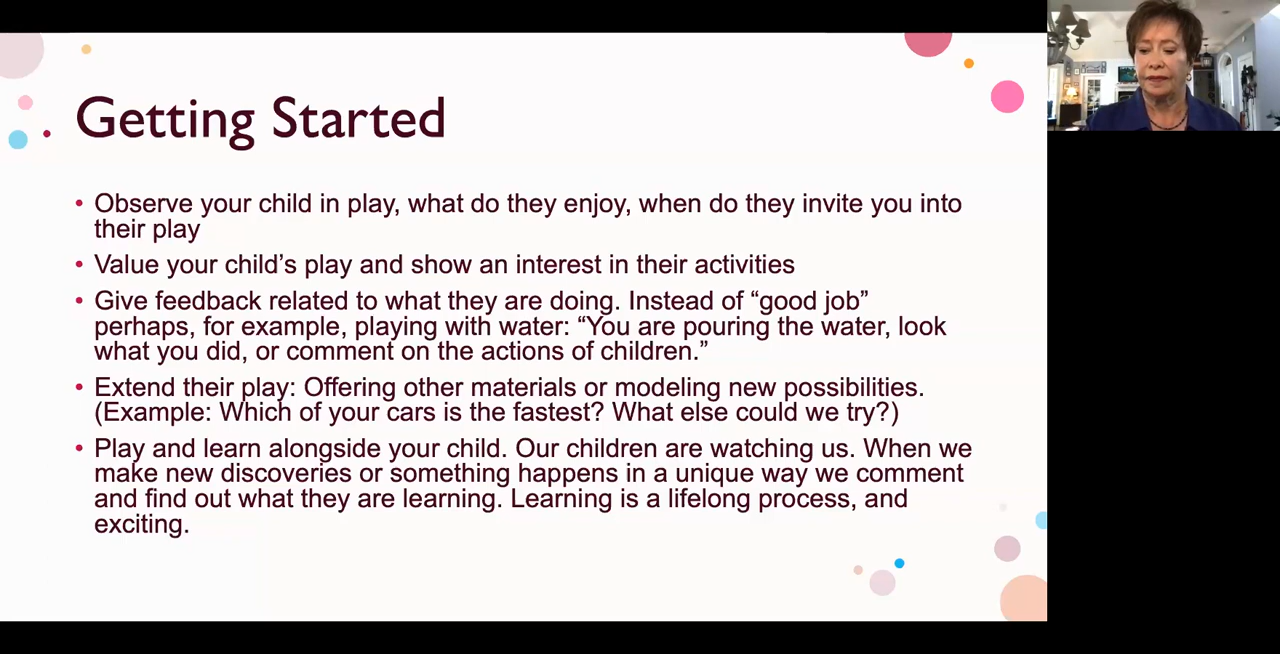 Getting Started
• Observe your child in play, what do they enjoy, when do they invite you into
their play
• Value your child’s play and show an interest in their activities
• Give feedback related to what they are doing. Instead of “good job”
perhaps, for example, playing with water: “You are pouring the water, look
what you did, or comment on the actions of children.”
• Extend their play: Offering other materials or modeling new possibilities.
(Example: Which of your cars is the fastest? What else could we try?)
• Play and learn alongside your child. Our children are watching us. When we
make new discoveries or something happens in a unique way we comment
and find out what they are learning. Learning is a lifelong process, and
exciting.